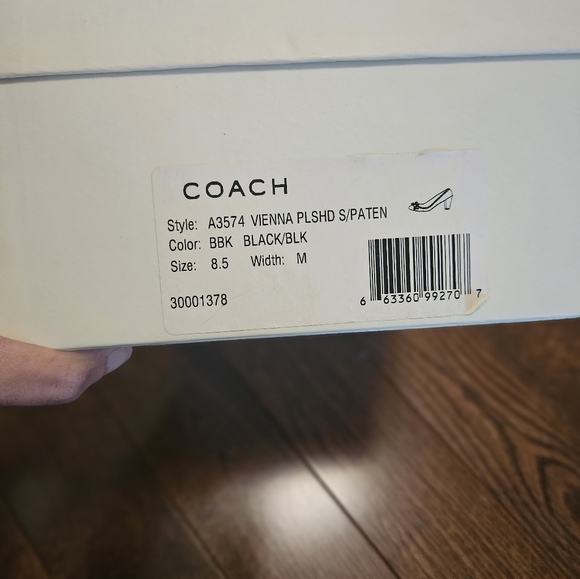 COACH
Style: A3574 VIENNA PLSHD S/PATEN
Color: BBK BLACK/BLK
Size: 8.5 Width: M
30001378
6 63360 99270 7